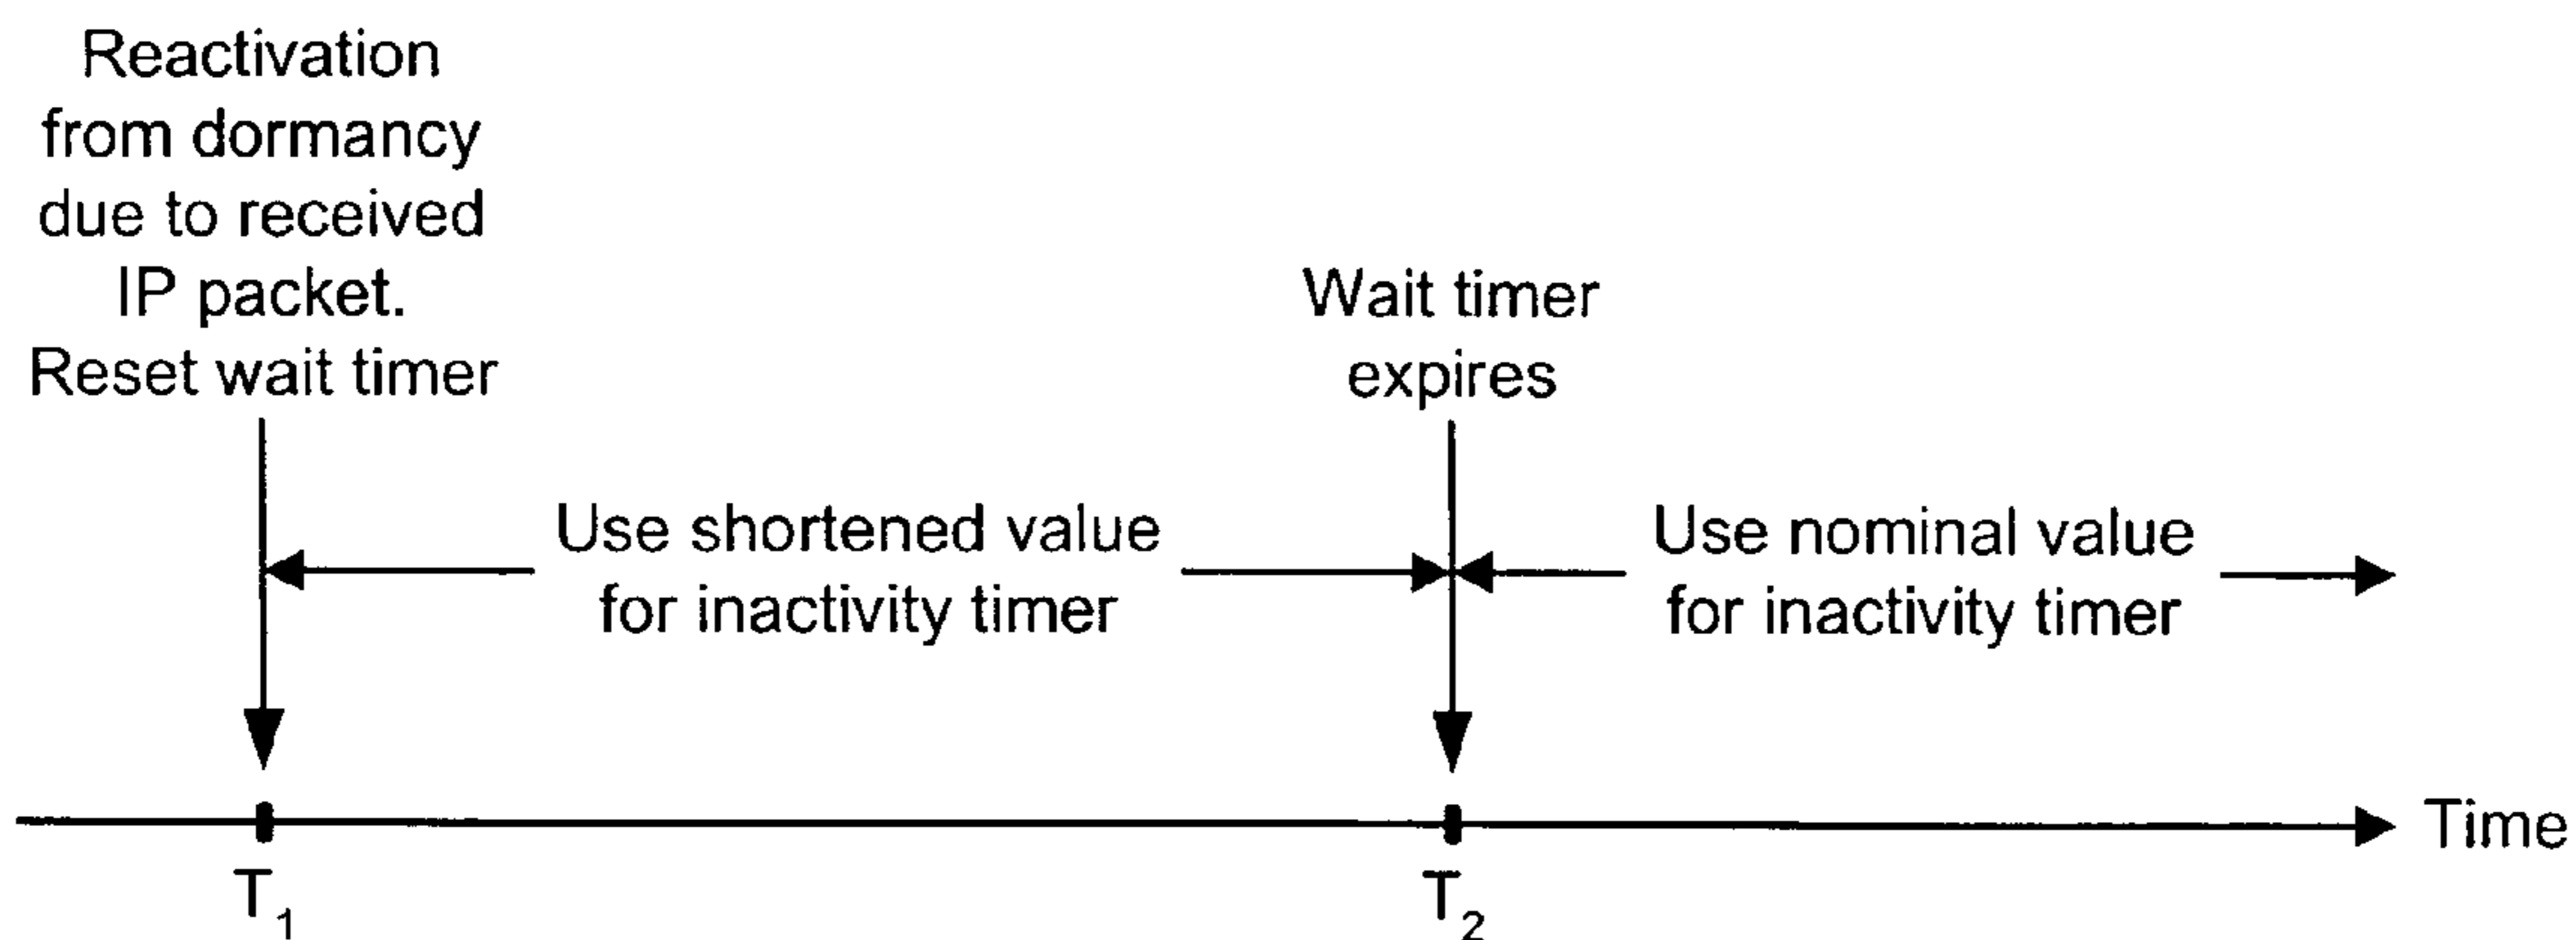 Reactivation
from dormancy
due to received
IP packet.
Reset wait timer
Wait timer
expires
Use shortened value
for inactivity timer
Use nominal value
for inactivity timer
Time
T₁
T₂